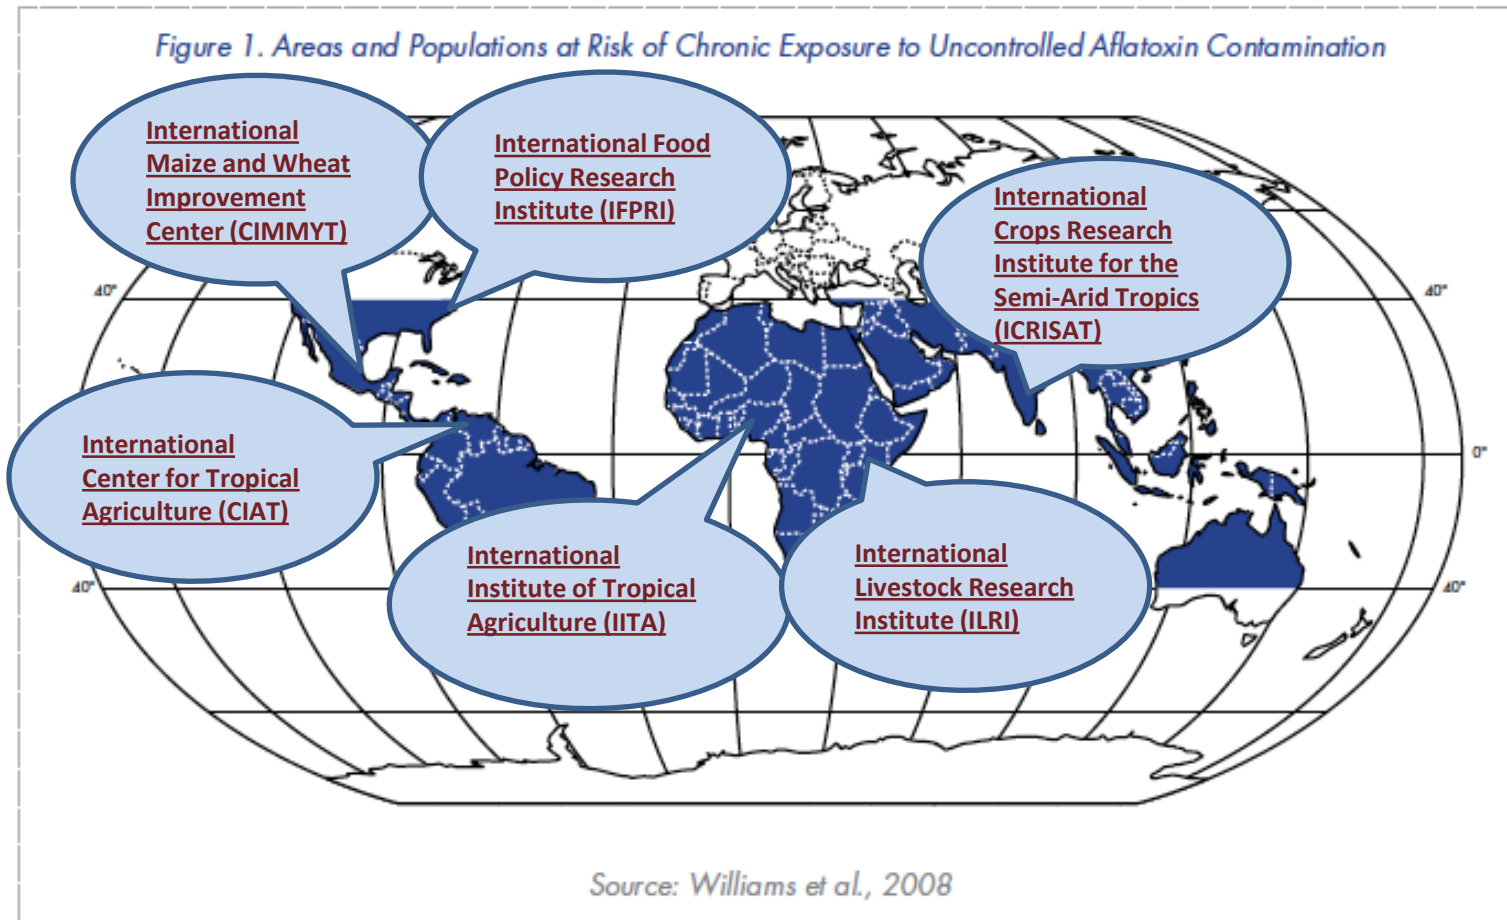 Figure 1. Areas and Populations at Risk of Chronic Exposure to Uncontrolled Aflatoxin Contamination
International
Maize and Wheat
Improvement
Center (CIMMYT)
International Food
Policy Research
Institute (IFPRI)
International
Crops Research
Institute for the
Semi-Arid Tropics
(ICRISAT)
40°
40°
International
Center for Tropical
Agriculture (CIAT)
0°
International
Institute of Tropical
Agriculture (IITA)
International
Livestock Research
Institute (ILRI)
40°
40°
Source: Williams et al., 2008